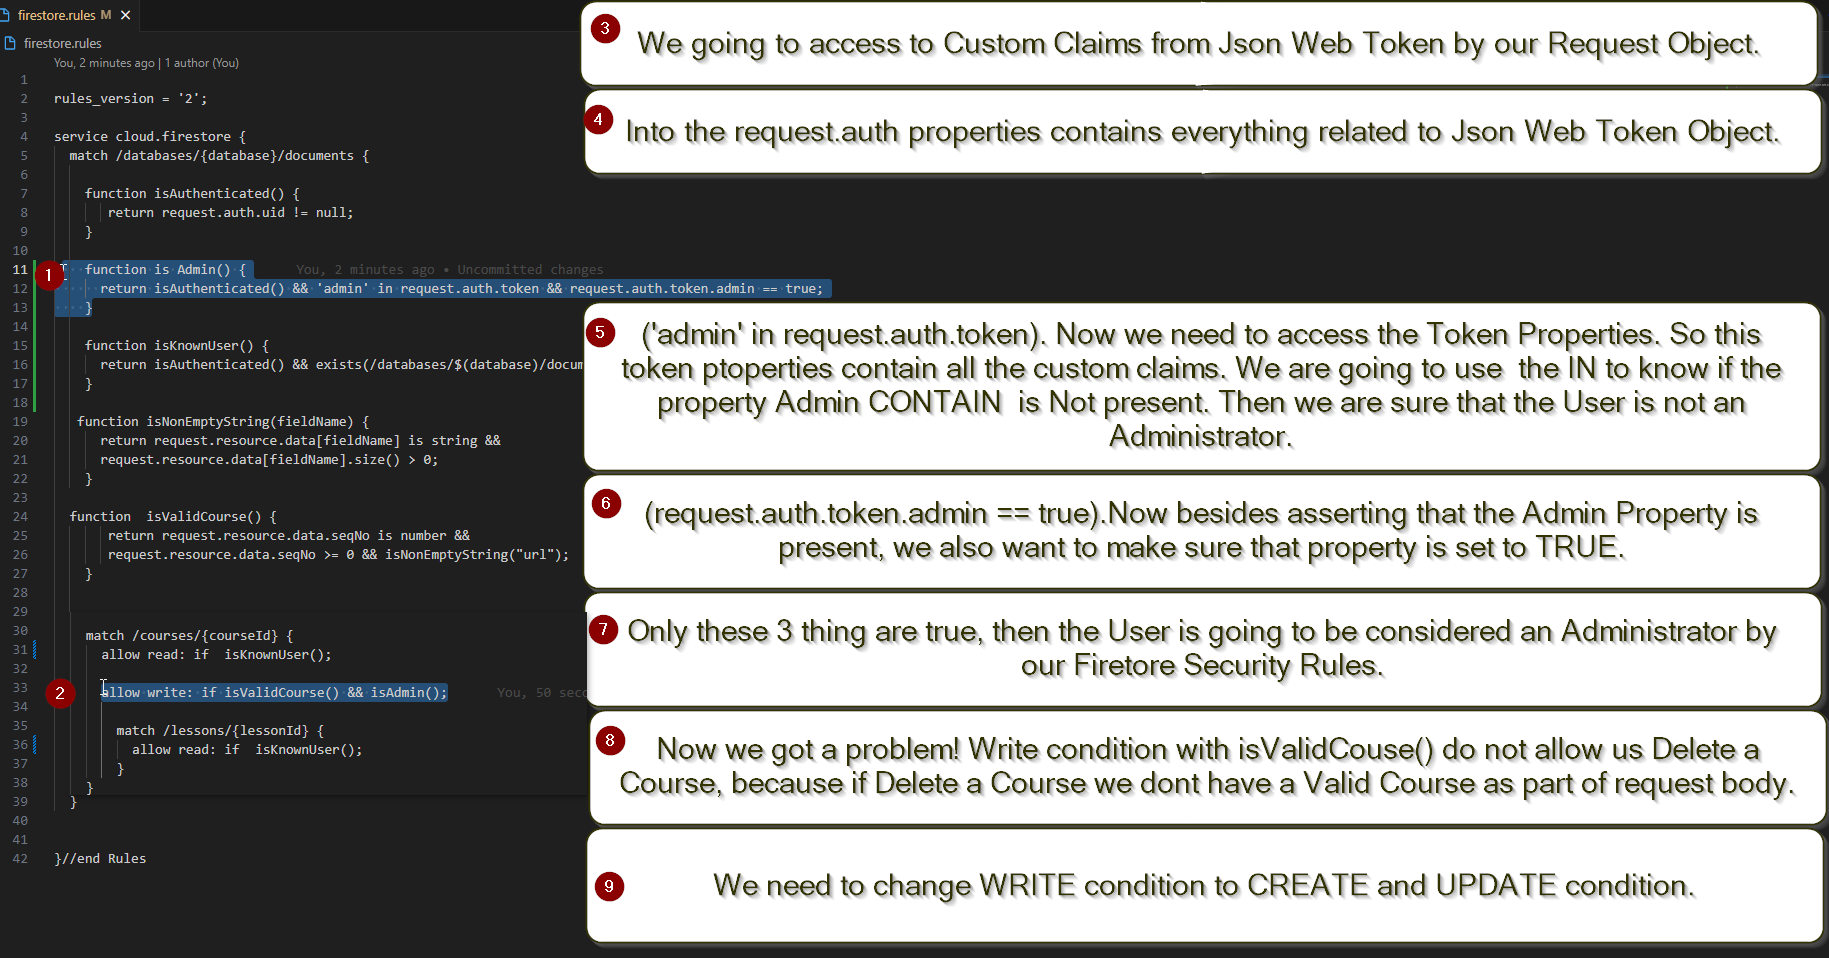 firestore.rules M
firestore.rules
You, 2 minutes ago | 1 author (You)
1
2 rules_version = '2';
3
4 service cloud.firestore {
5 match /databases/{database}/documents {
6
7 function isAuthenticated() {
8 return request.auth.uid != null;
9 }
10
11 function is Admin() { You, 2 minutes ago • Uncommitted changes
12 return isAuthenticated() && 'admin' in request.auth.token && request.auth.token.admin == true;
13 }
14
15 function isKnownUser() {
16 return isAuthenticated() && exists(/databases/$(database)/docum
17 }
18
19 function isNonEmptyString(fieldName) {
20 return request.resource.data[fieldName] is string &&
21 request.resource.data[fieldName].size() > 0;
22 }
23
24 function isValidCourse() {
25 return request.resource.data.seqNo is number &&
26 request.resource.data.seqNo >= 0 && isNonEmptyString("url");
27 }
28
29
30 match /courses/{courseId} {
31 allow read: if isKnownUser();
32
33 allow write: if isValidCourse() && isAdmin(); You, 50 seco
34
35 match /lessons/{lessonId} {
36 allow read: if isKnownUser();
37 }
38 }
39 }
40
41
42 }//end Rules
1
2
3 We going to access to Custom Claims from Json Web Token by our Request Object.
4 Into the request.auth properties contains everything related to Json Web Token Object.
5 ('admin' in request.auth.token). Now we need to access the Token Properties. So this
token ptoperties contain all the custom claims. We are going to use the IN to know if the
property Admin CONTAIN is Not present. Then we are sure that the User is not an
Administrator.
6 (request.auth.token.admin == true).Now besides asserting that the Admin Property is
present, we also want to make sure that property is set to TRUE.
7 Only these 3 thing are true, then the User is going to be considered an Administrator by
our Firetore Security Rules.
8 Now we got a problem! Write condition with isValidCouse() do not allow us Delete a
Course, because if Delete a Course we dont have a Valid Course as part of request body.
9 We need to change WRITE condition to CREATE and UPDATE condition.